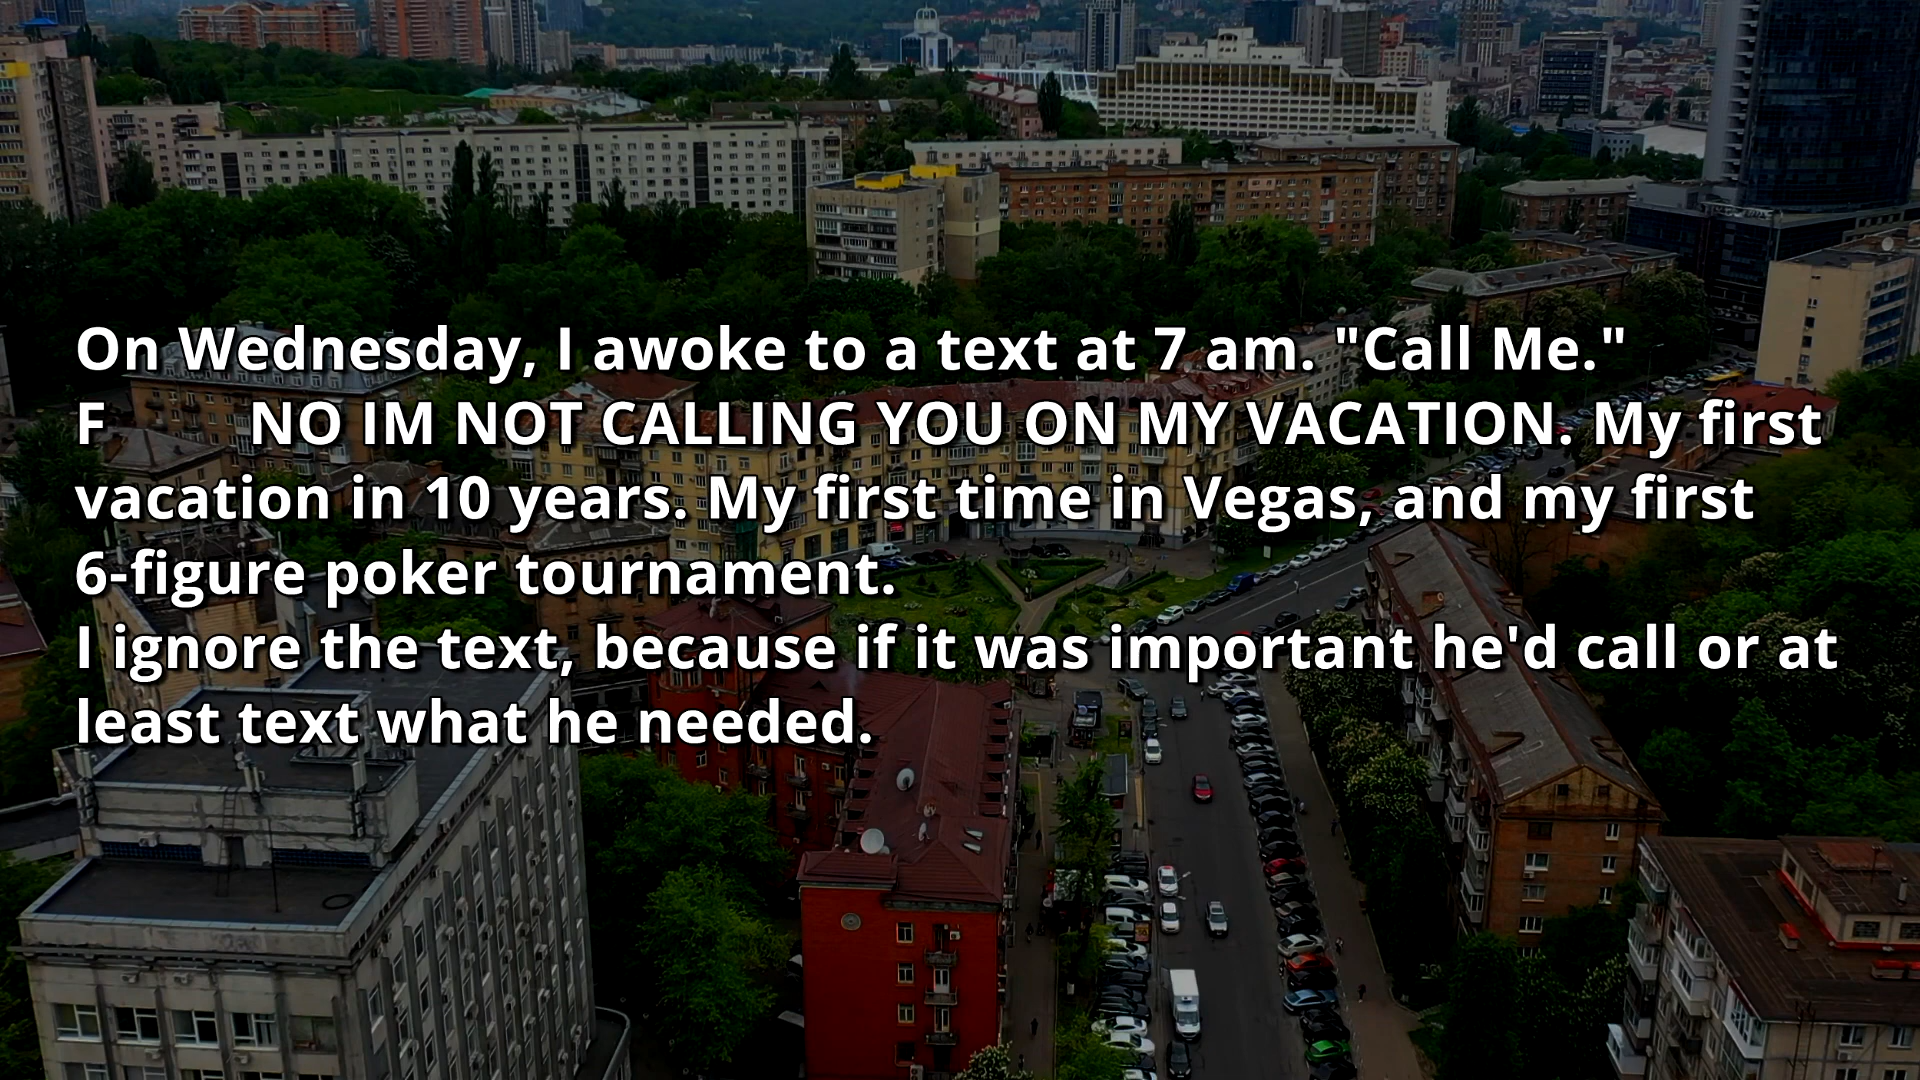 On Wednesday, I awoke to a text at 7 am. "Call Me."
F NO IM NOT CALLING YOU ON MY VACATION. My first
vacation in 10 years. My first time in Vegas, and my first
6-figure poker tournament.
I ignore the text, because if it was important he'd call or at
least text what he needed.